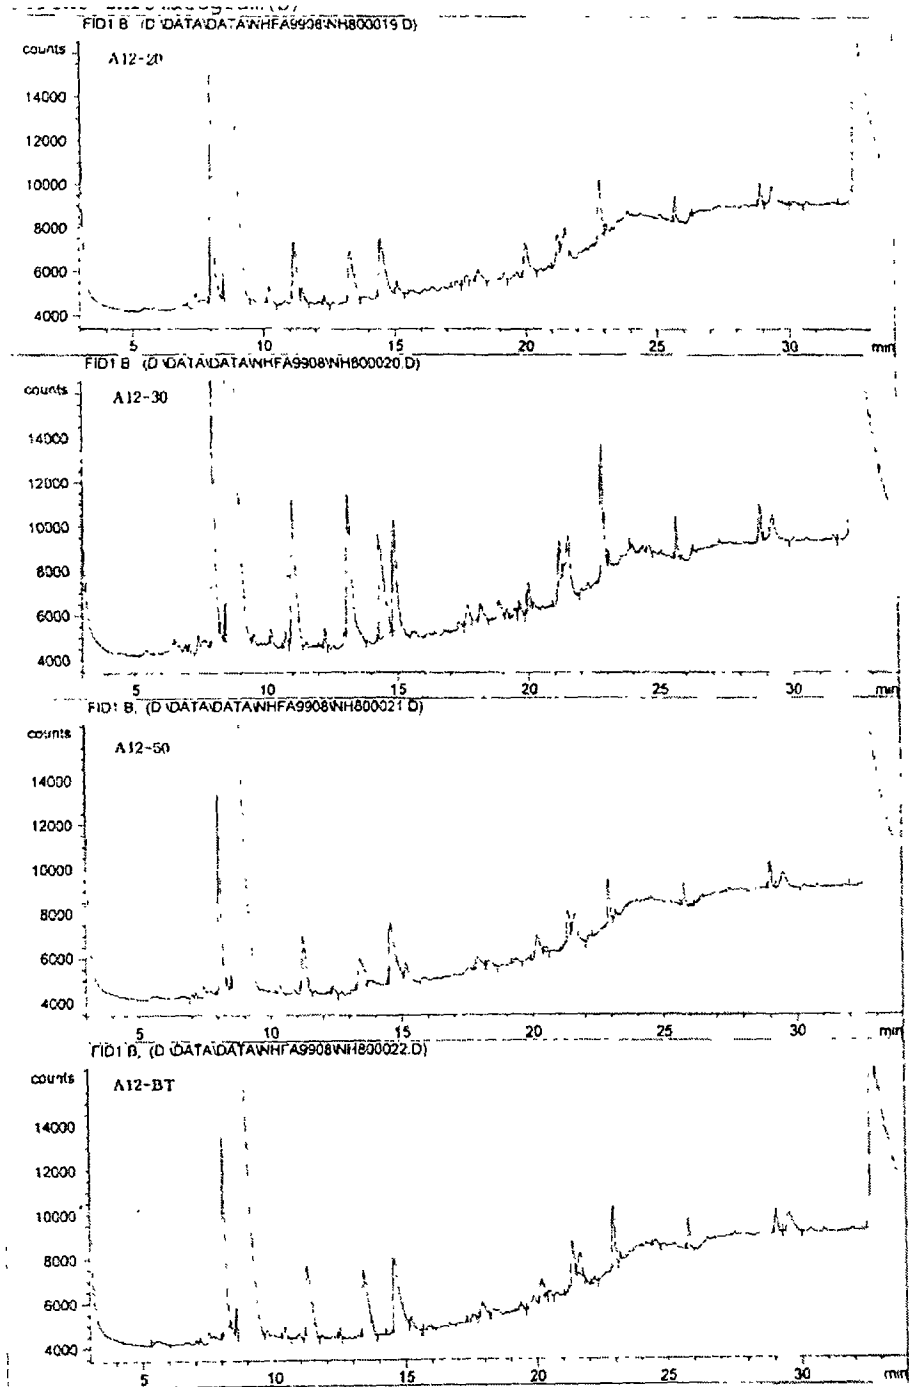 FID1 B (D:\DATA\DATA\NHFA9908\NH800019.D)
counts
A12-20
14000
12000
10000
8000
6000
4000
5 10 15 20 25 30 min
FID1 B (D:\DATA\DATA\NHFA9908\NH800020.D)
counts
A12-30
14000
12000
10000
8000
6000
4000
5 10 15 20 25 30 min
FID1 B, (D:\DATA\DATA\NHFA9908\NH800021.D)
counts
A12-50
14000
12000
10000
8000
6000
4000
5 10 15 20 25 30 min
FID1 B, (D:\DATA\DATA\NHFA9908\NH800022.D)
counts
A12-BT
14000
12000
10000
8000
6000
4000
5 10 15 20 25 30 min